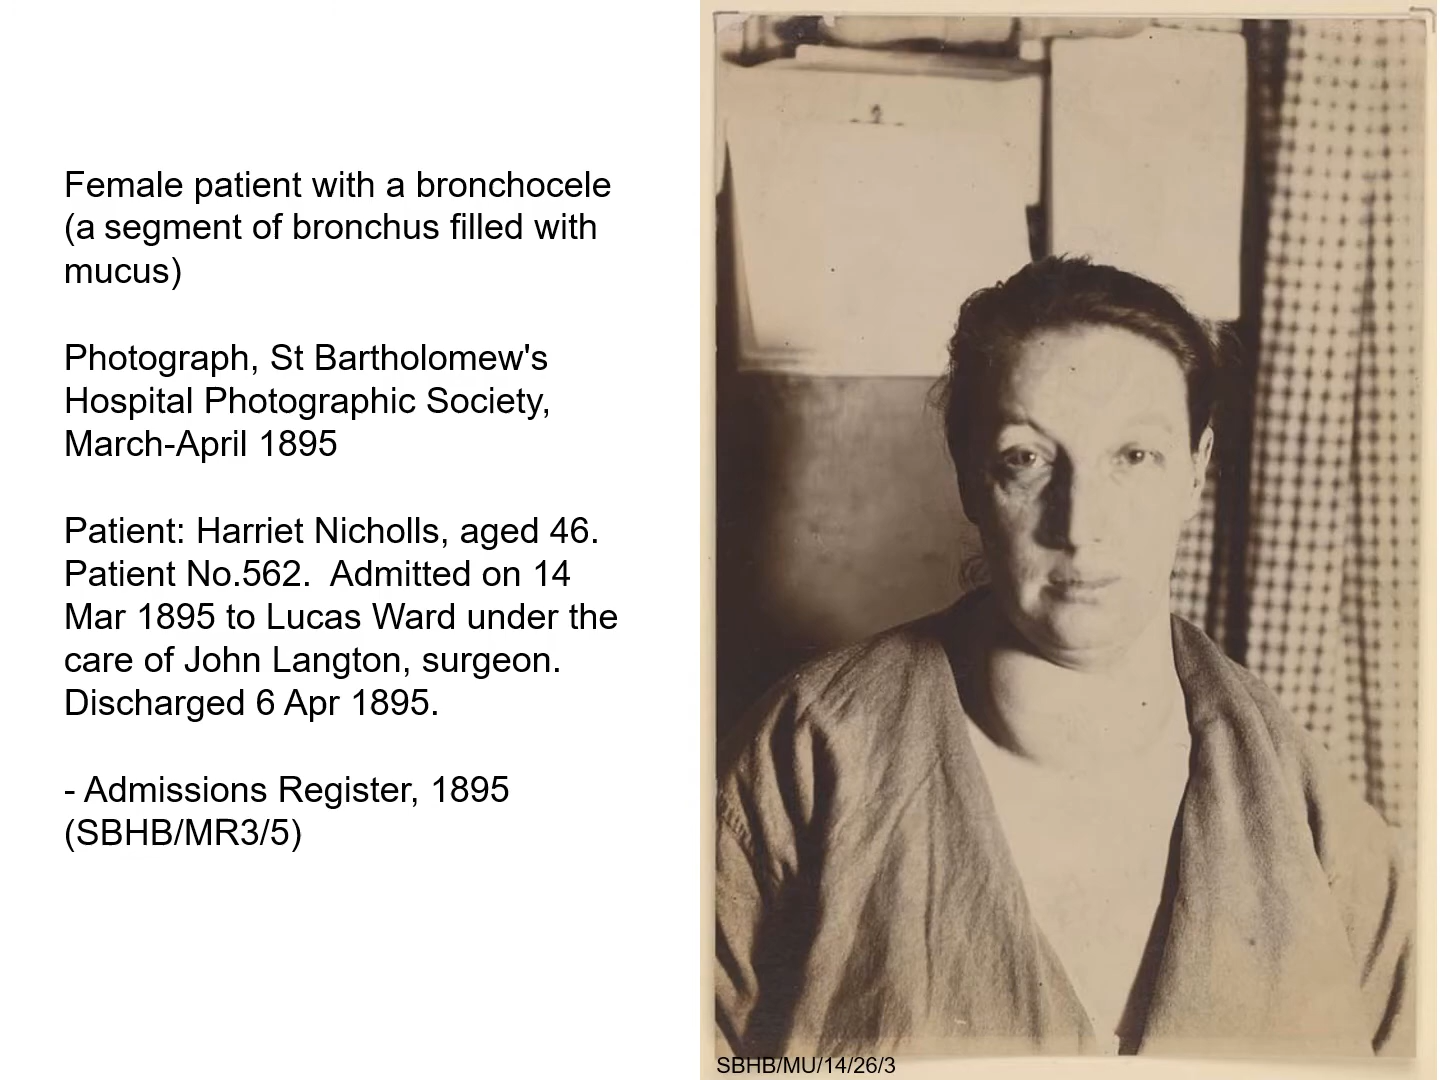 Female patient with a bronchocele
(a segment of bronchus filled with
mucus)
Photograph, St Bartholomew's
Hospital Photographic Society,
March-April 1895
Patient: Harriet Nicholls, aged 46.
Patient No.562.  Admitted on 14
Mar 1895 to Lucas Ward under the
care of John Langton, surgeon.
Discharged 6 Apr 1895.
- Admissions Register, 1895
(SBHB/MR3/5)
SBHB/MU/14/26/3